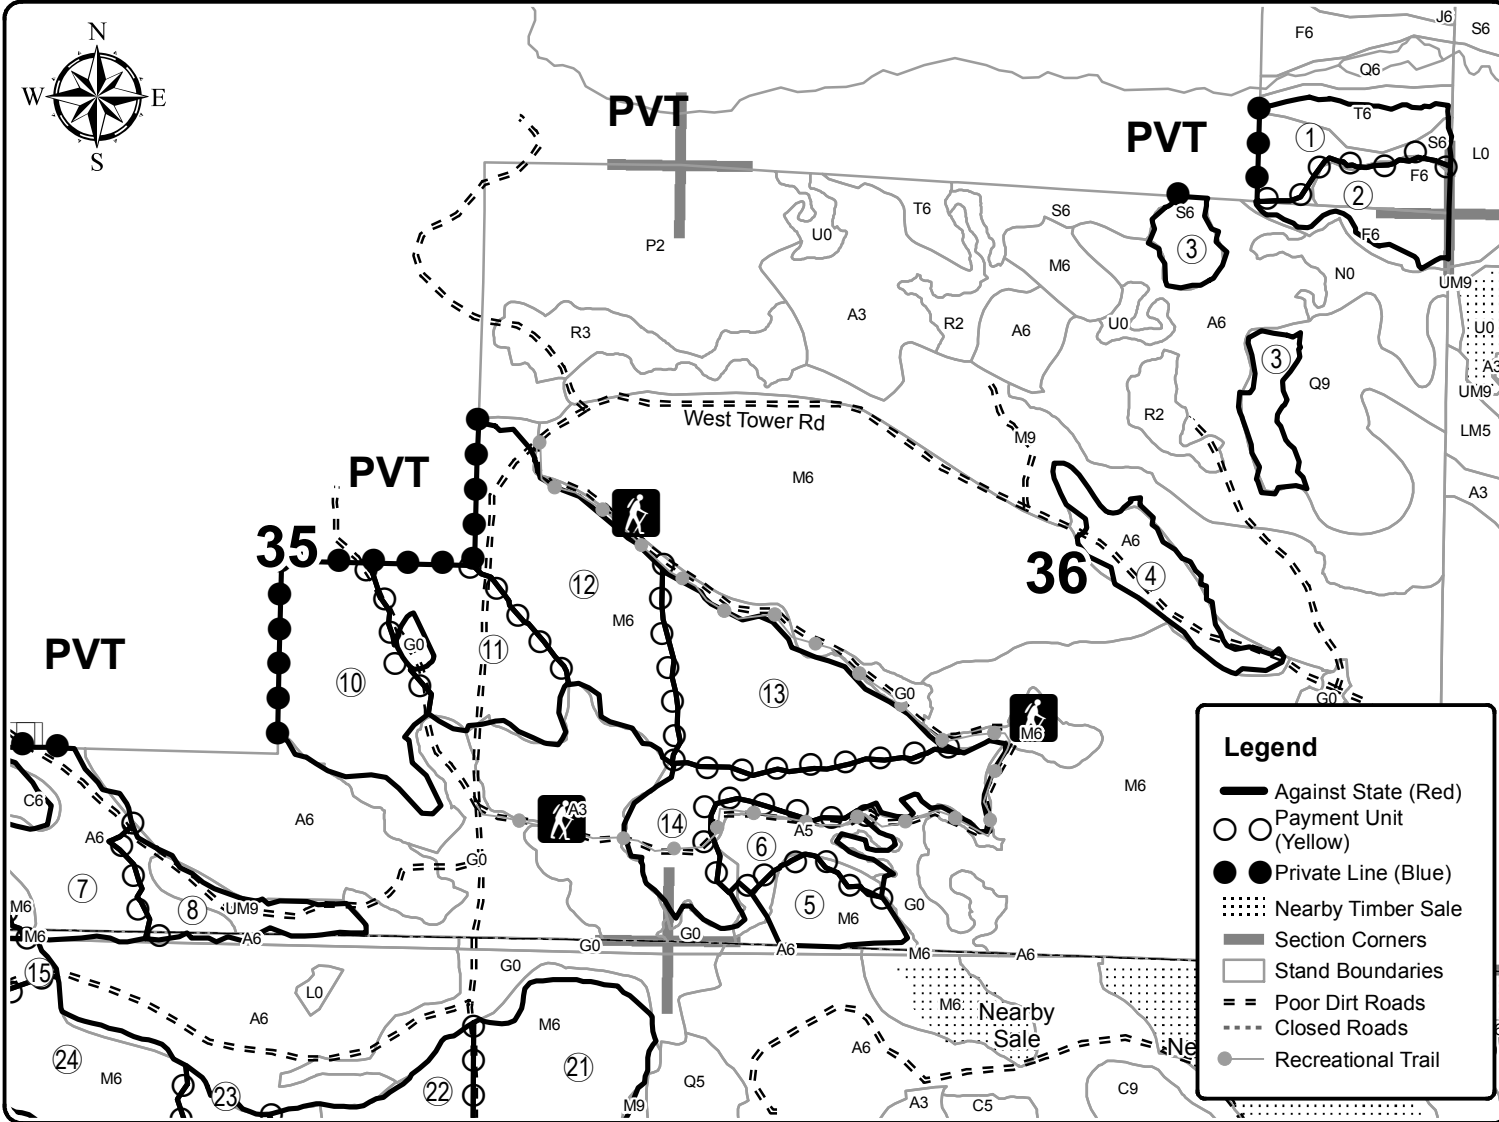 N
W E
S
PVT
PVT
PVT
PVT
35
36
J6
S6
F6
Q6
T6
1
S6
L0
F6
2
S6
3
F6
N0
UM9
U0
A3
UM9
LM5
A3
T6
U0
P2
S6
M6
A3
R2
A6
U0
A6
R3
3
Q9
R2
West Tower Rd
M9
M6
A6
4
12
M6
11
G0
10
13
G0
G0
M6
M6
C6
A6
A6
A3
14
A5
6
G0
7
8
UM9
5
M6
G0
M6
M6
A6
G0
G0
A6
M6
A6
15
G0
L0
A6
M6
M6
Nearby
Sale
Ne
24
M6
23
22
21
A6
Q5
M9
A3
C5
C9
Legend
Against State (Red)
Payment Unit
(Yellow)
Private Line (Blue)
Nearby Timber Sale
Section Corners
Stand Boundaries
Poor Dirt Roads
Closed Roads
Recreational Trail